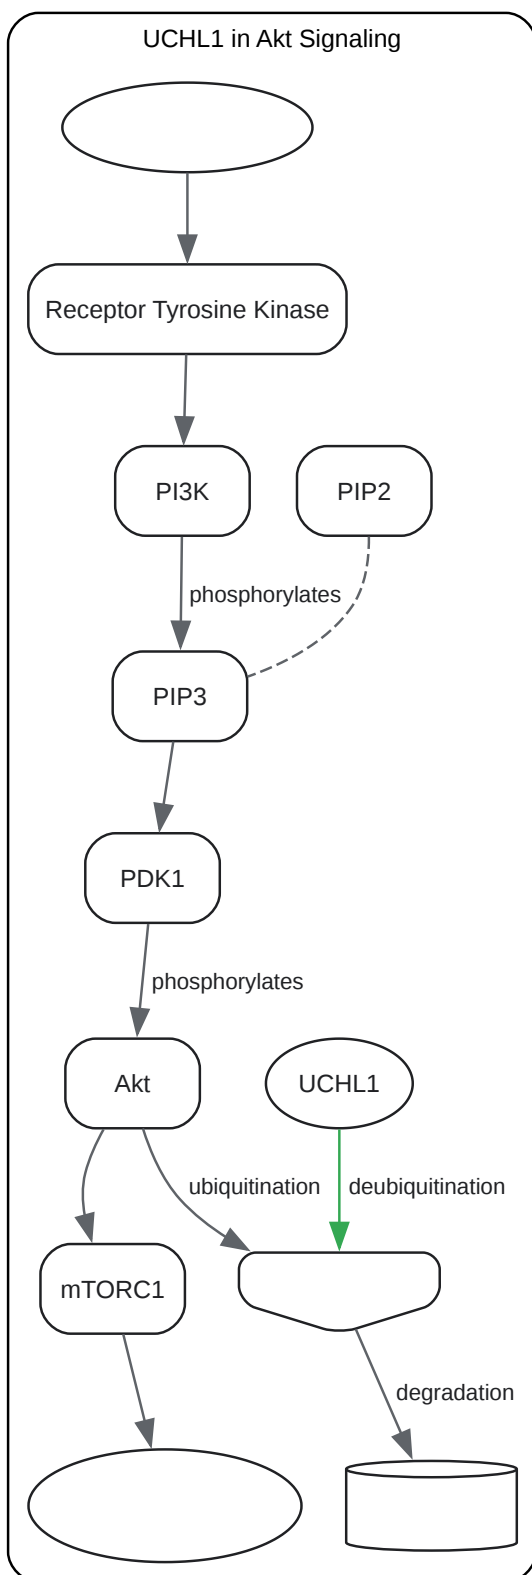 UCHL1 in Akt Signaling
Receptor Tyrosine Kinase
PI3K
PIP2
phosphorylates
PIP3
PDK1
phosphorylates
Akt
UCHL1
ubiquitination
deubiquitination
mTORC1
degradation